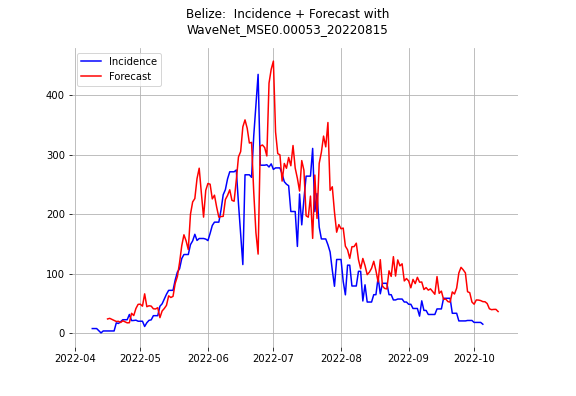 Belize:  Incidence + Forecast with
WaveNet_MSE0.00053_20220815
Incidence
Forecast
400
300
200
100
0
2022-04 2022-05 2022-06 2022-07 2022-08 2022-09 2022-10